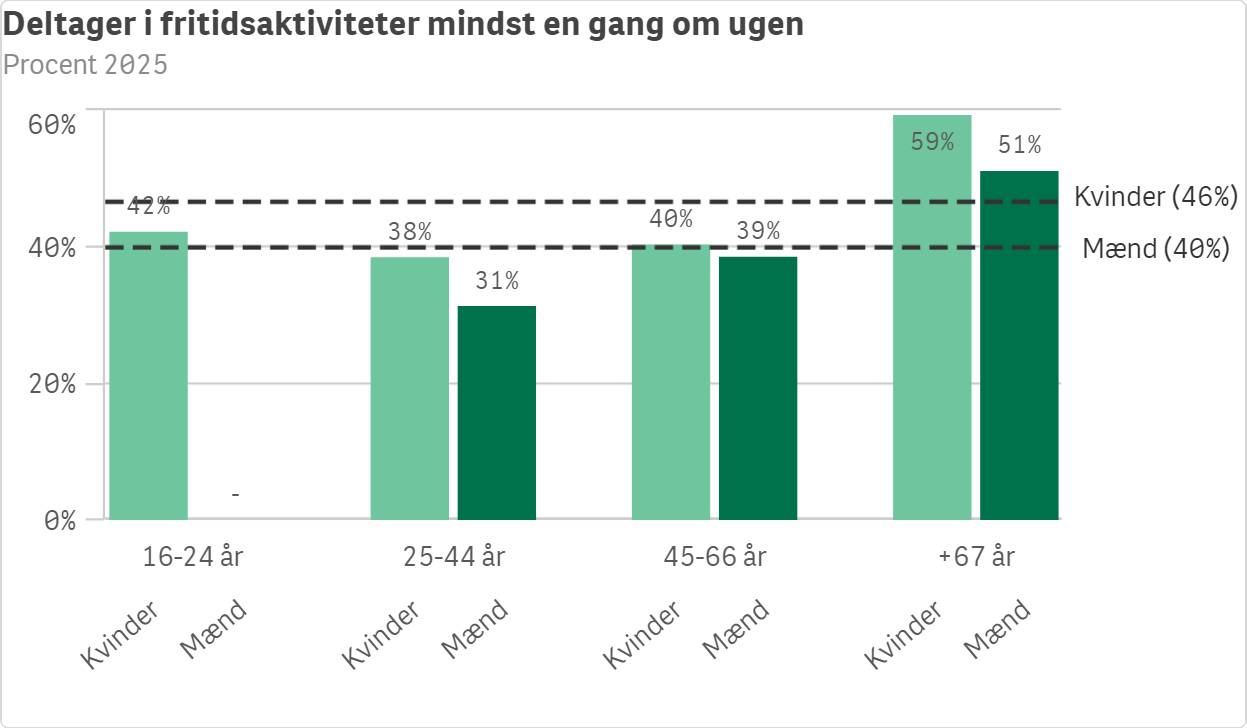 Deltager i fritidsaktiviteter mindst en gang om ugen
Procent 2025
60%
40%
20%
0%
42%
-
38%
31%
40%
39%
59%
51%
Kvinder (46%)
Mænd (40%)
16-24 år
25-44 år
45-66 år
+67 år
Kvinder
Mænd
Kvinder
Mænd
Kvinder
Mænd
Kvinder
Mænd